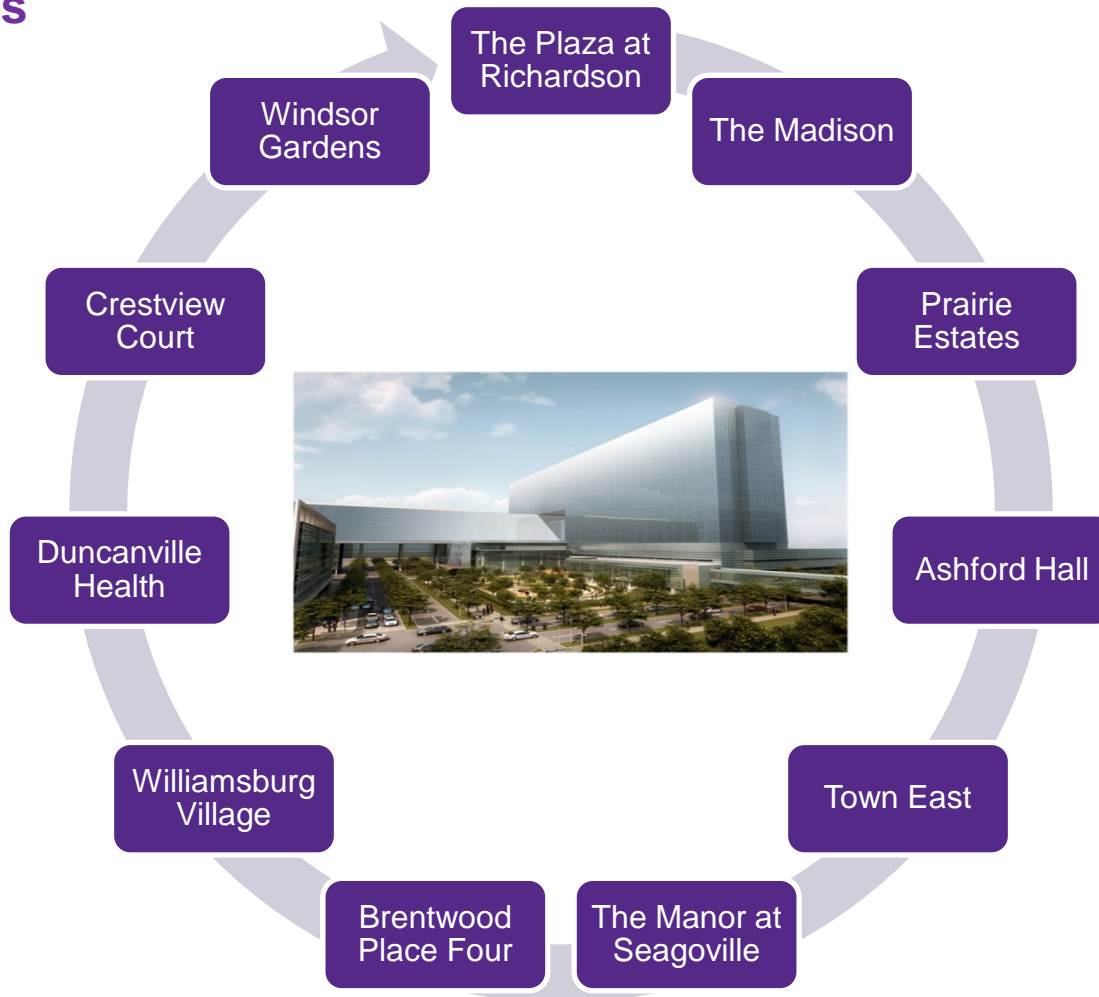 s
The Plaza at
Richardson
The Madison
Prairie
Estates
Ashford Hall
Town East
The Manor at
Seagoville
Brentwood
Place Four
Williamsburg
Village
Duncanville
Health
Crestview
Court
Windsor
Gardens